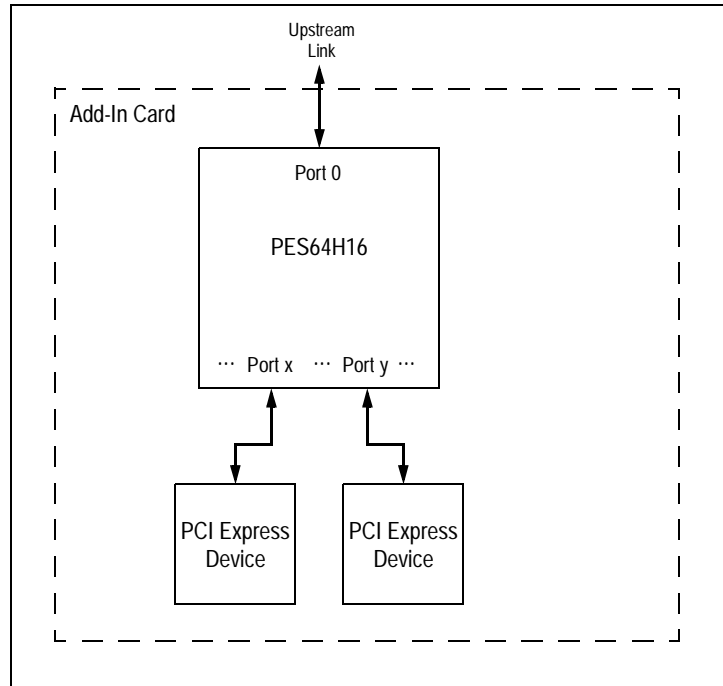 Upstream
Link
Add-In Card
Port 0
PES64H16
··· Port x ··· Port y ···
PCI Express
Device
PCI Express
Device